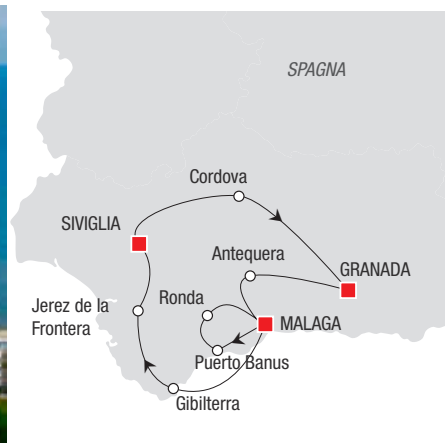 SPAGNA
Cordova
SIVIGLIA
Antequera
GRANADA
Ronda
Jerez de la
Frontera
MALAGA
Puerto Banus
Gibilterra